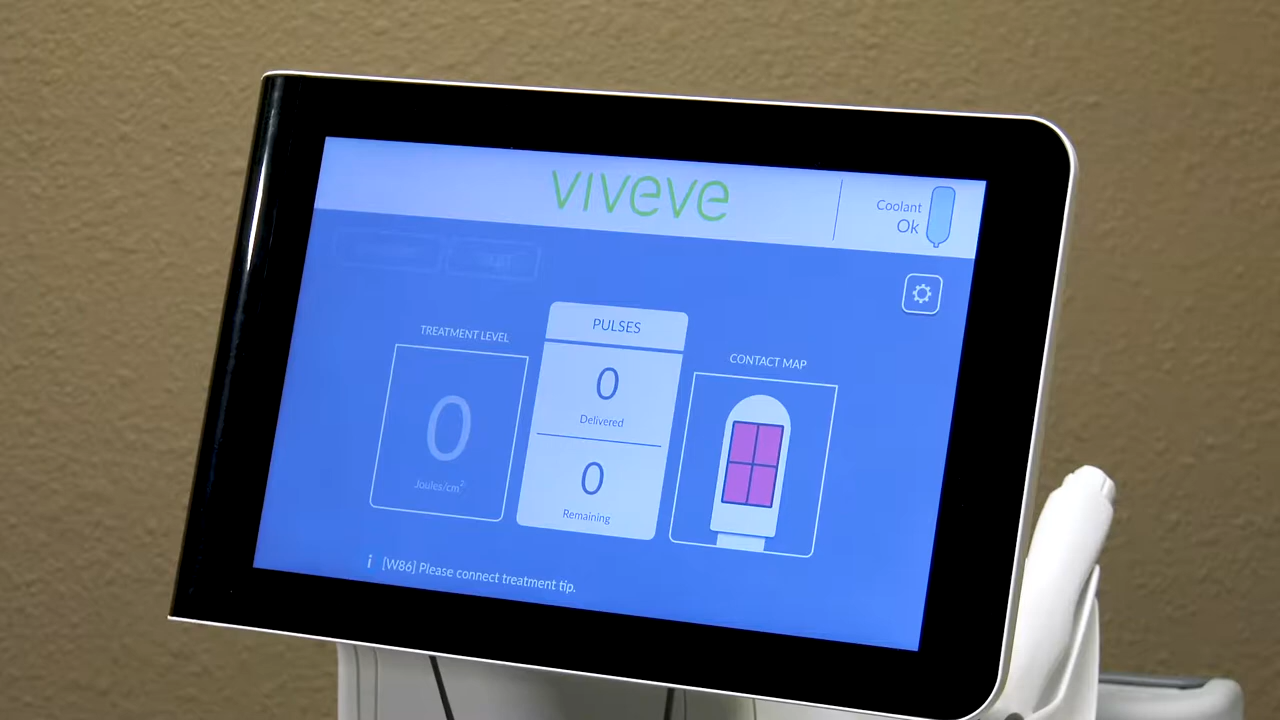 viveve
Coolant
Ok
TREATMENT LEVEL
0
Joules/cm²
PULSES
0
Delivered
0
Remaining
CONTACT MAP
i [W86] Please connect treatment tip.